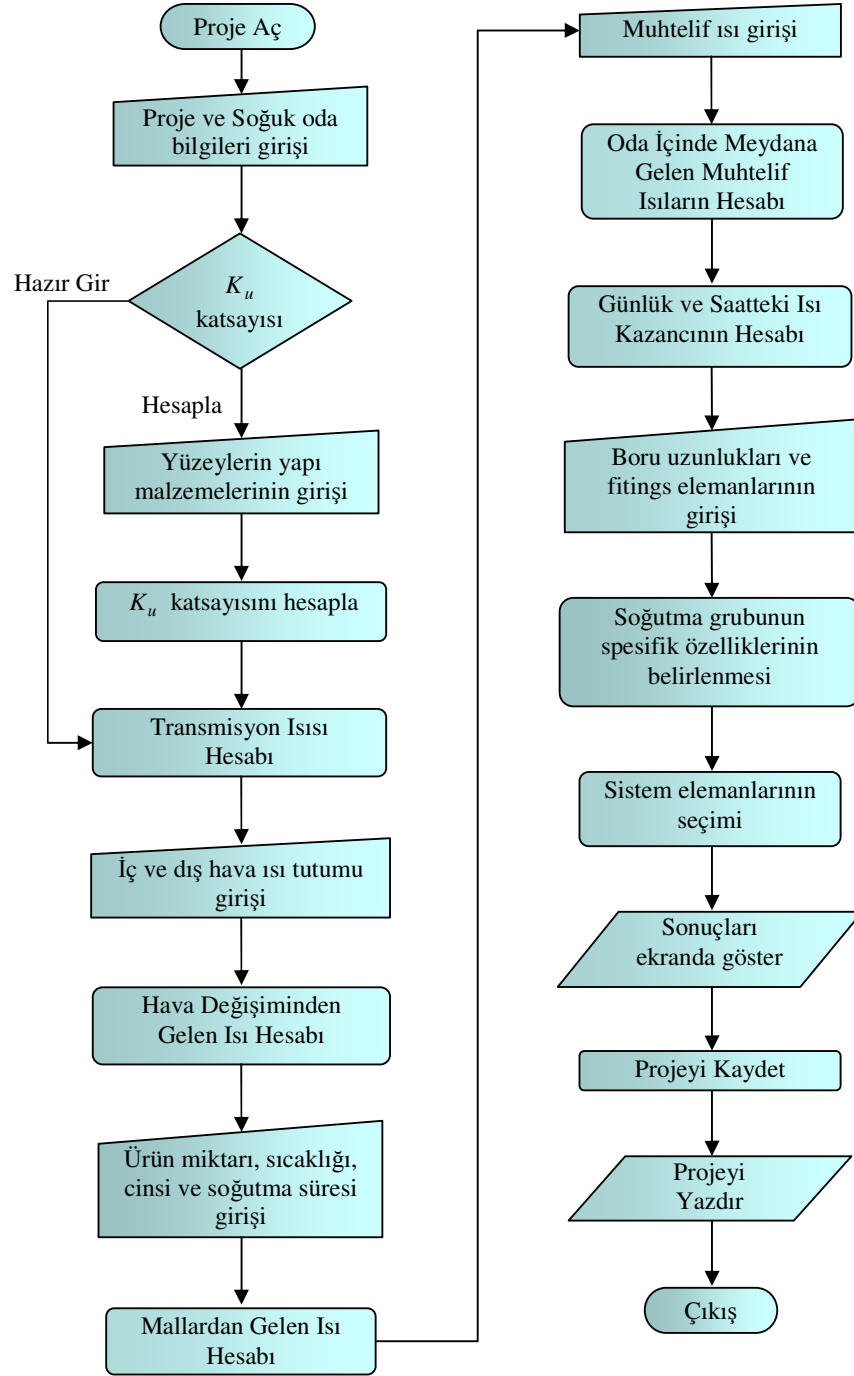 Proje Aç
Proje ve Soğuk oda
bilgileri girişi
Hazır Gir
K_u
katsayısı
Hesapla
Yüzeylerin yapı
malzemelerinin girişi
K_u katsayısını hesapla
Transmisyon Isısı
Hesabı
İç ve dış hava ısı tutumu
girişi
Hava Değişiminden
Gelen Isı Hesabı
Ürün miktarı, sıcaklığı,
cinsi ve soğutma süresi
girişi
Mallardan Gelen Isı
Hesabı
Muhtelif ısı girişi
Oda İçinde Meydana
Gelen Muhtelif
Isıların Hesabı
Günlük ve Saatteki Isı
Kazancının Hesabı
Boru uzunlukları ve
fitings elemanlarının
girişi
Soğutma grubunun
spesifik özelliklerinin
belirlenmesi
Sistem elemanlarının
seçimi
Sonuçları
ekranda göster
Projeyi Kaydet
Projeyi
Yazdır
Çıkış